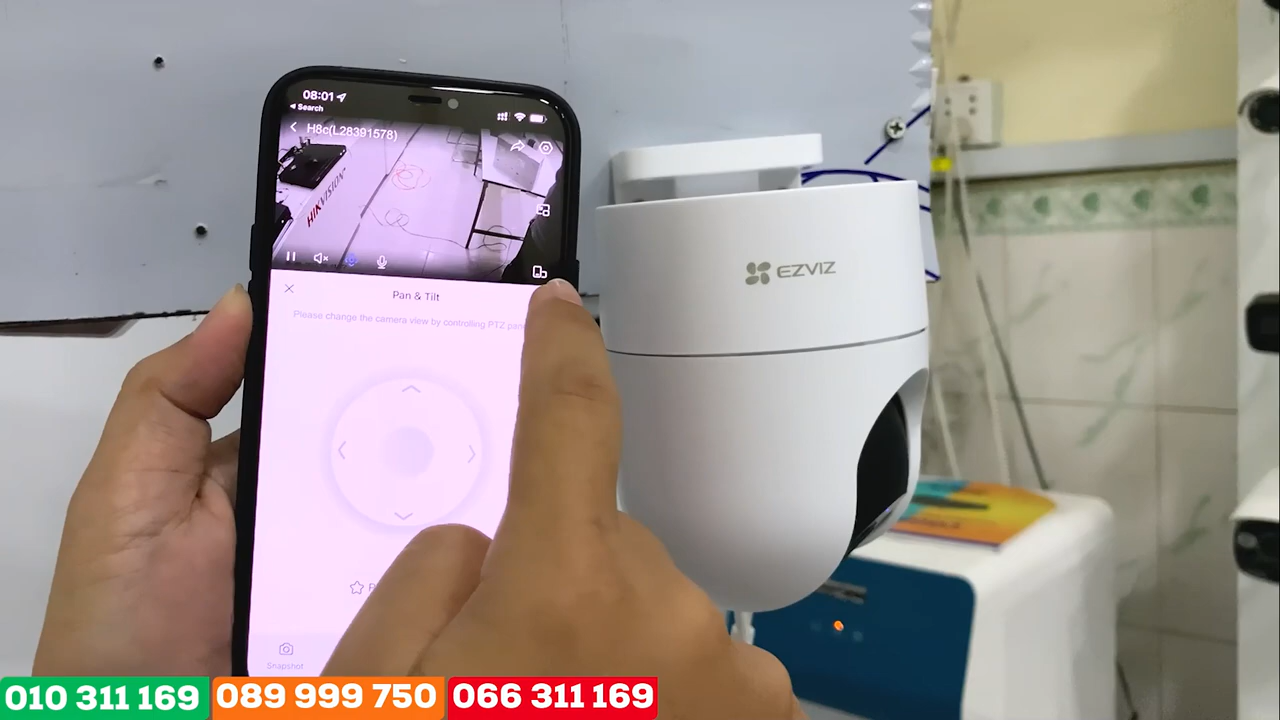 08:01
Search
H8c(L28391578)
HIKVISION
Pan & Tilt
Please change the camera view by controlling PTZ
Snapshot
EZVIZ
010 311 169
089 999 750
066 311 169